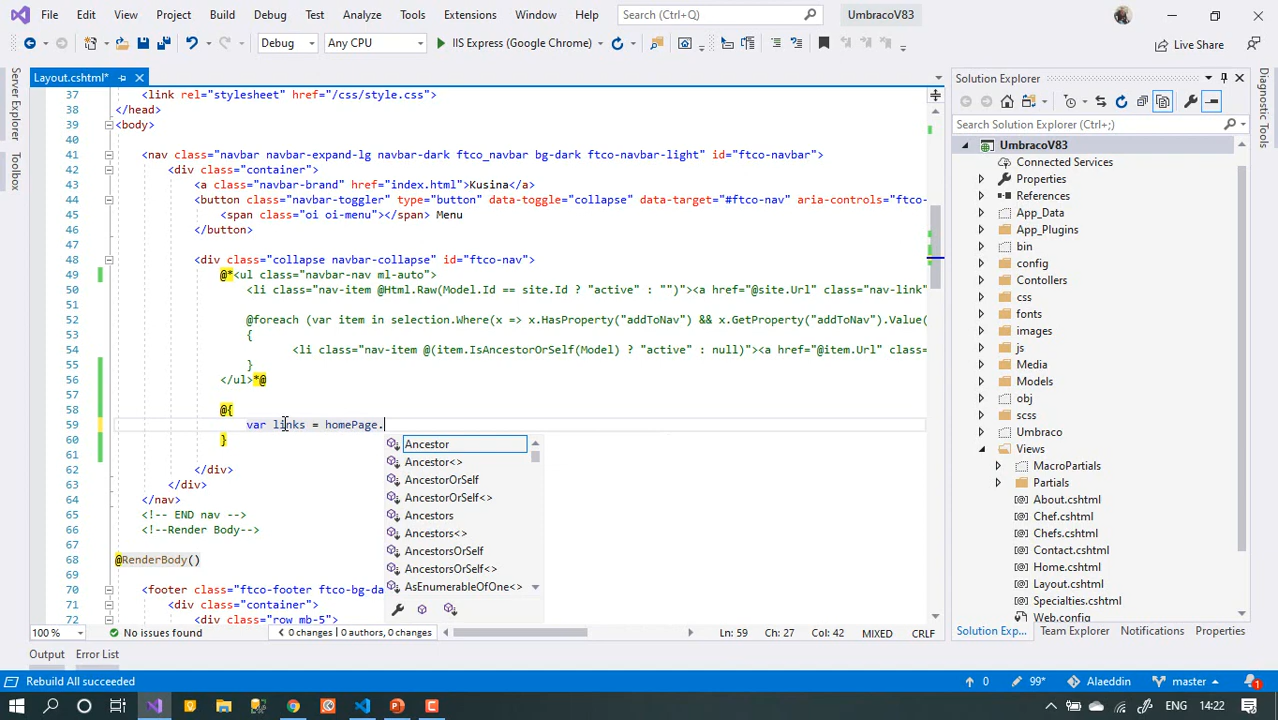 File Edit View Project Build Debug Test Analyze Tools Extensions Window Help Search (Ctrl+Q) UmbracoV83
Debug Any CPU IIS Express (Google Chrome) Live Share
Server Explorer
Toolbox
Diagnostic Tools
Layout.cshtml*
37 <link rel="stylesheet" href="/css/style.css">
38 </head>
39 <body>
40
41 <nav class="navbar navbar-expand-lg navbar-dark ftco_navbar bg-dark ftco-navbar-light" id="ftco-navbar">
42 <div class="container">
43 <a class="navbar-brand" href="index.html">Kusina</a>
44 <button class="navbar-toggler" type="button" data-toggle="collapse" data-target="#ftco-nav" aria-controls="ftco-
45 <span class="oi oi-menu"></span> Menu
46 </button>
47
48 <div class="collapse navbar-collapse" id="ftco-nav">
49 @*<ul class="navbar-nav ml-auto">
50 <li class="nav-item @Html.Raw(Model.Id == site.Id ? "active" : "")"><a href="@site.Url" class="nav-link"
51
52 @foreach (var item in selection.Where(x => x.HasProperty("addToNav") && x.GetProperty("addToNav").Value(
53 {
54 <li class="nav-item @(item.IsAncestorOrSelf(Model) ? "active" : null)"><a href="@item.Url" class=
55 }
56 </ul>*@
57
58 @{
59 var links = homePage.
60 }
61
62 </div>
63 </div>
64 </nav>
65 <!-- END nav -->
66 <!--Render Body-->
67
68 @RenderBody()
69
70 <footer class="ftco-footer ftco-bg-da
71 <div class="container">
72 <div class="row mb-5">
Ancestor
Ancestor<>
AncestorOrSelf
AncestorOrSelf<>
Ancestors
Ancestors<>
AncestorsOrSelf
AncestorsOrSelf<>
AsEnumerableOfOne<>
100 % No issues found 0 changes | 0 authors, 0 changes Ln: 59 Ch: 27 Col: 42 MIXED CRLF
Output Error List
Solution Explorer
Search Solution Explorer (Ctrl+;)
UmbracoV83
Connected Services
Properties
References
App_Data
App_Plugins
bin
config
Contollers
css
fonts
images
js
Media
Models
obj
scss
Umbraco
Views
MacroPartials
Partials
About.cshtml
Chef.cshtml
Chefs.cshtml
Contact.cshtml
Home.cshtml
Layout.cshtml
Specialties.cshtml
Web.config
Solution Exp... Team Explorer Notifications Properties
Rebuild All succeeded 0 99* Alaeddin master 1
ENG 14:22